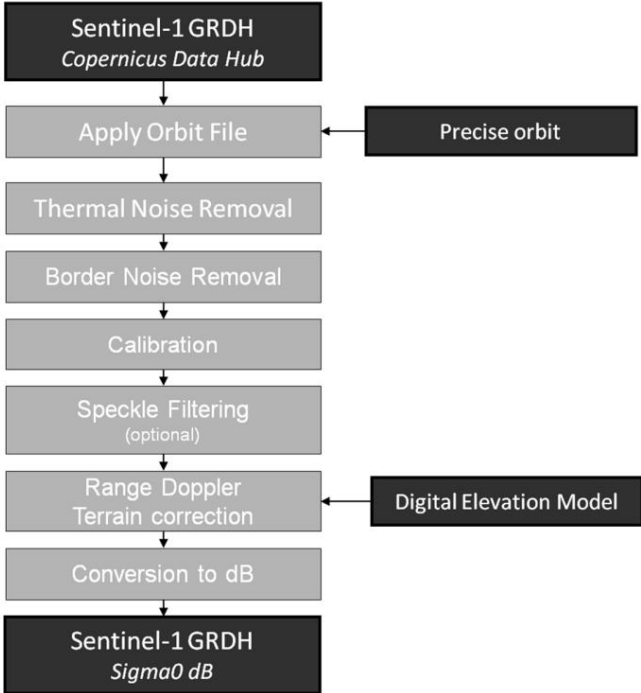 Sentinel-1 GRDH
Copernicus Data Hub
Apply Orbit File
Precise orbit
Thermal Noise Removal
Border Noise Removal
Calibration
Speckle Filtering
(optional)
Range Doppler
Terrain correction
Digital Elevation Model
Conversion to dB
Sentinel-1 GRDH
Sigma0 dB